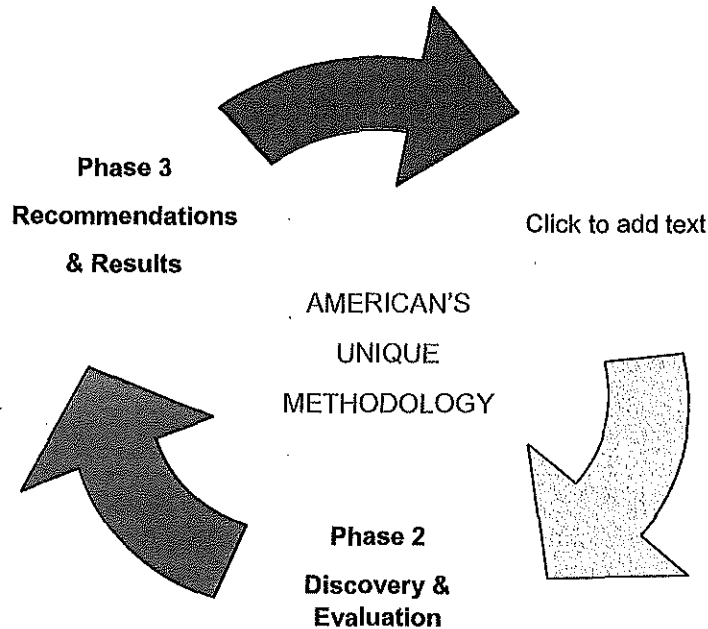 Phase 3
Recommendations
& Results
Click to add text
AMERICAN'S
UNIQUE
METHODOLOGY
Phase 2
Discovery &
Evaluation